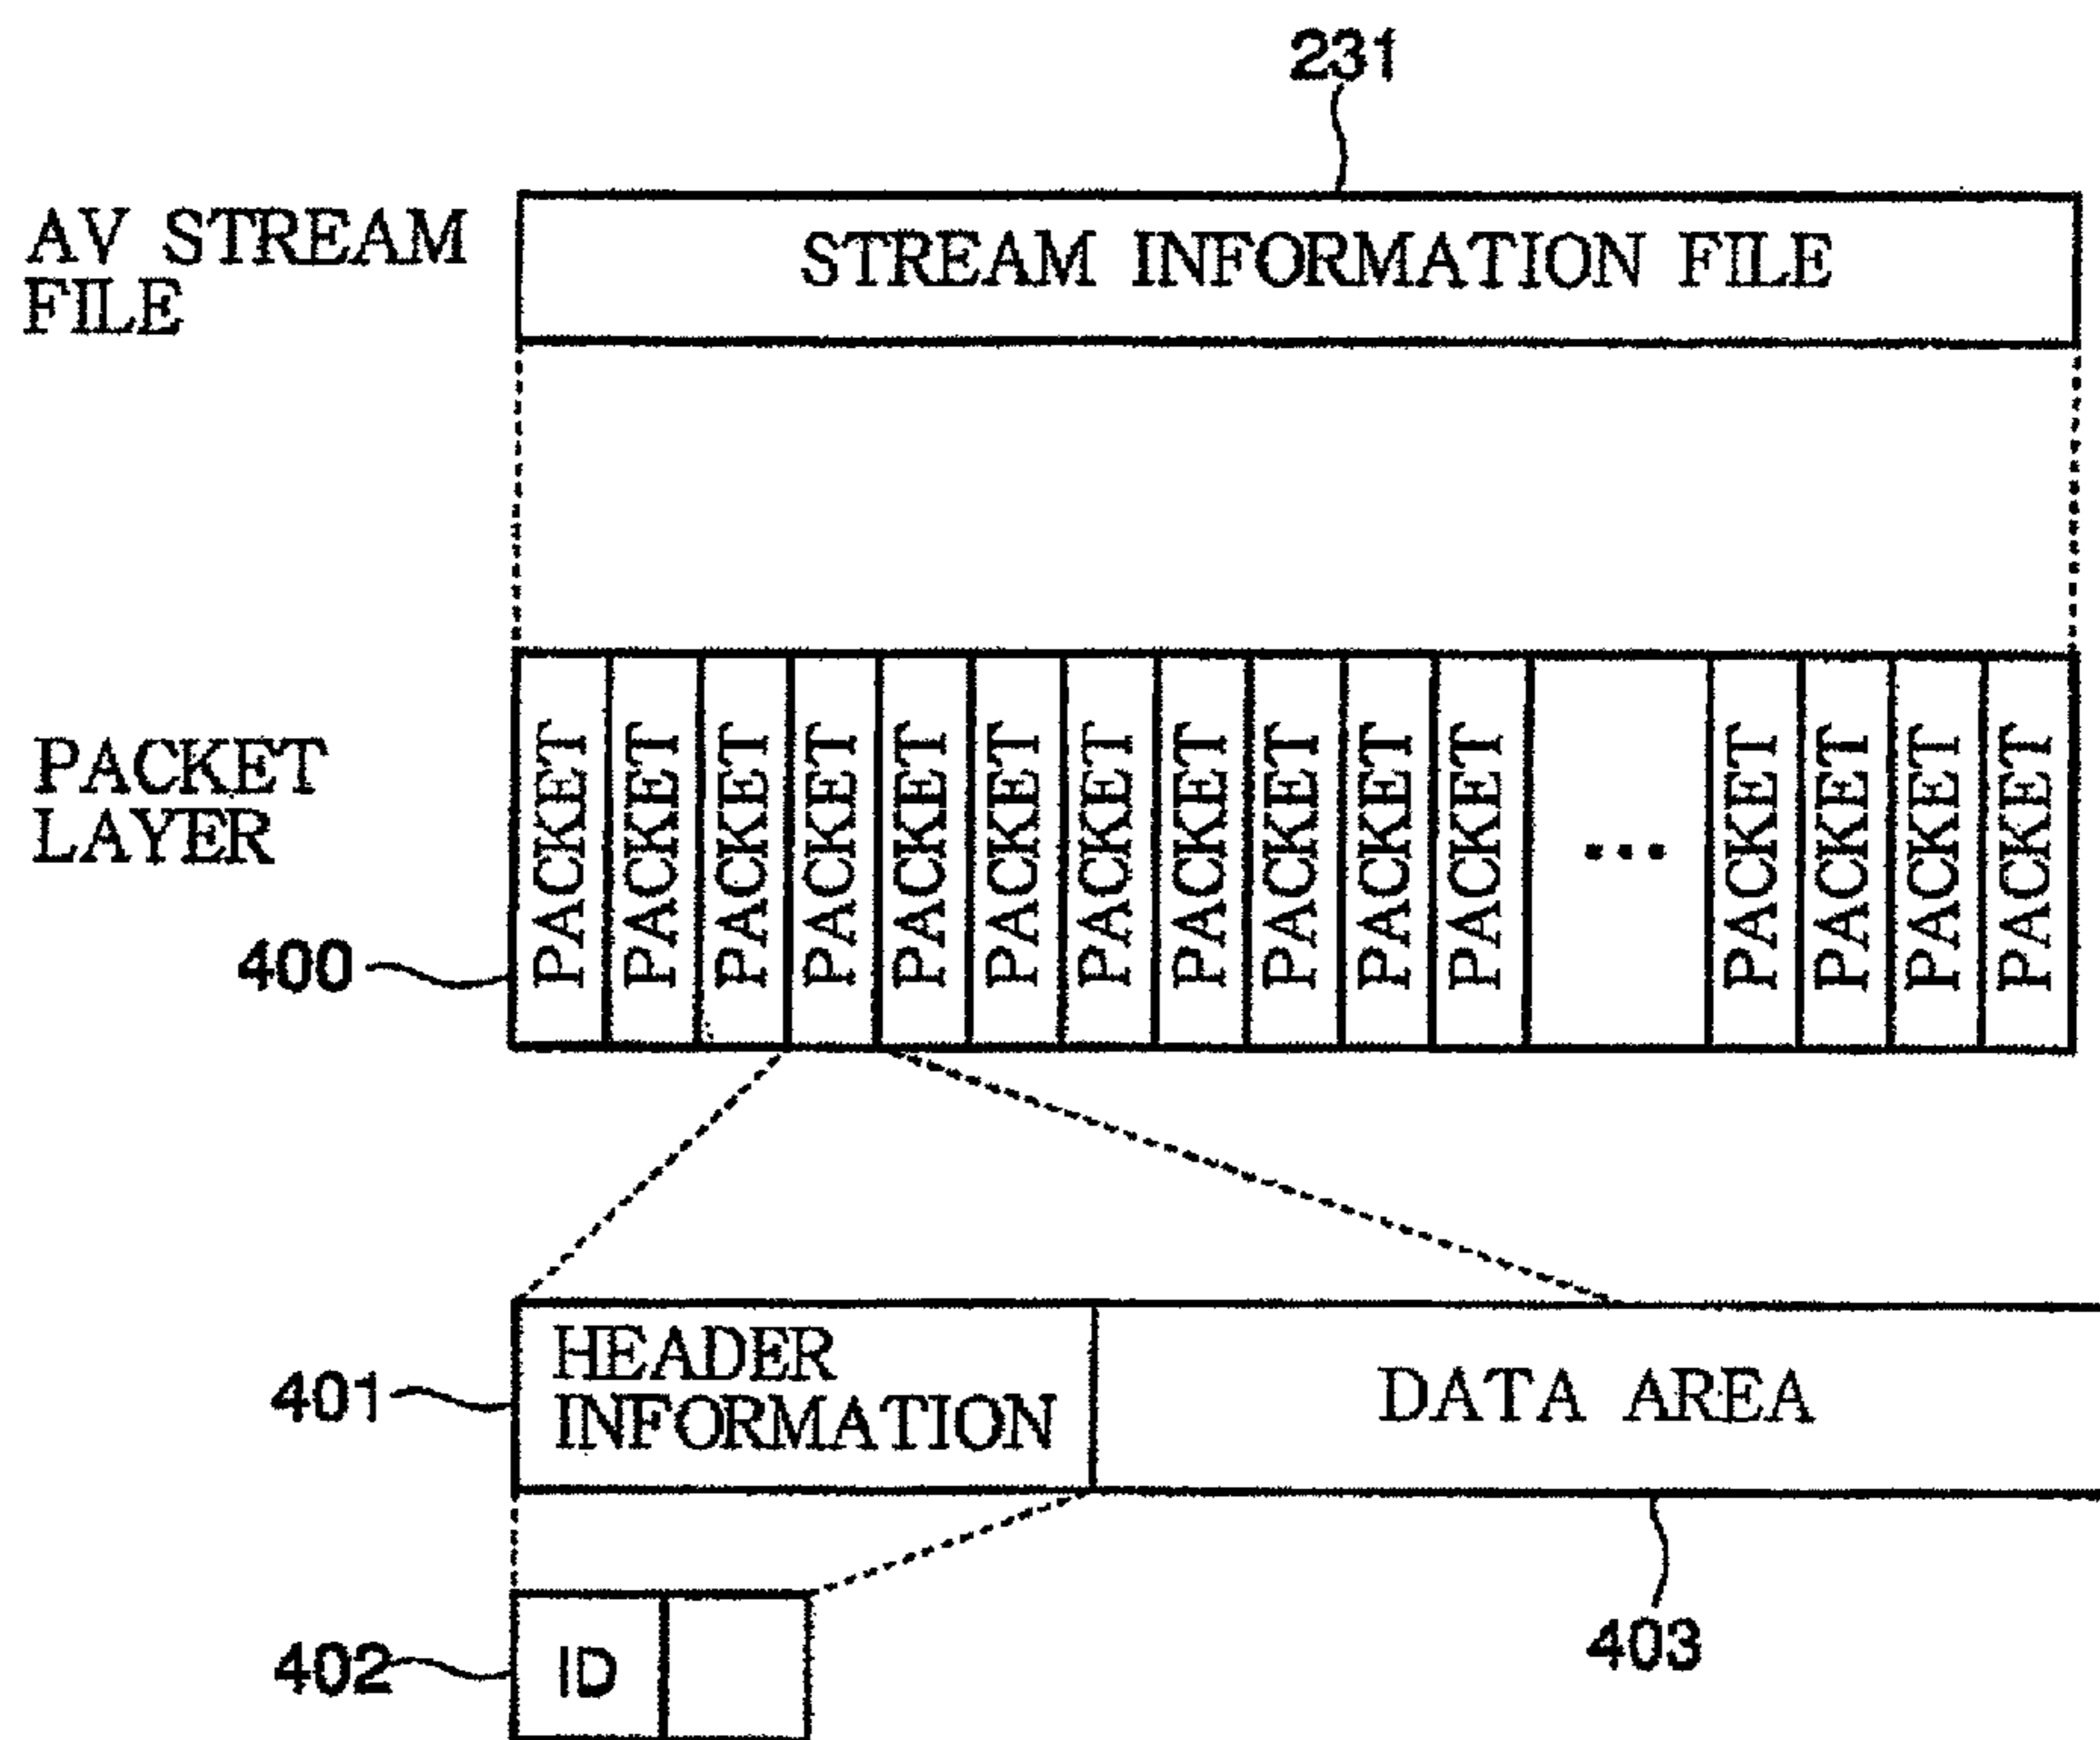 231
AV STREAM
FILE
STREAM INFORMATION FILE
PACKET
LAYER
400
PACKET
PACKET
PACKET
PACKET
PACKET
PACKET
PACKET
PACKET
PACKET
PACKET
PACKET
...
PACKET
PACKET
PACKET
PACKET
401
HEADER
INFORMATION
DATA AREA
402
ID
403